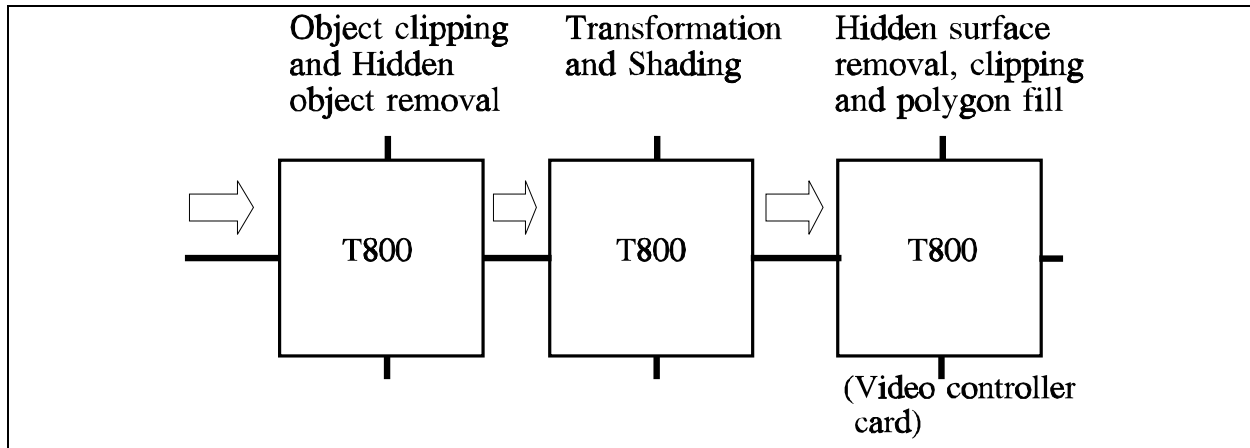 Object clipping
and Hidden
object removal
Transformation
and Shading
Hidden surface
removal, clipping
and polygon fill
T800
T800
T800
(Video controller
card)